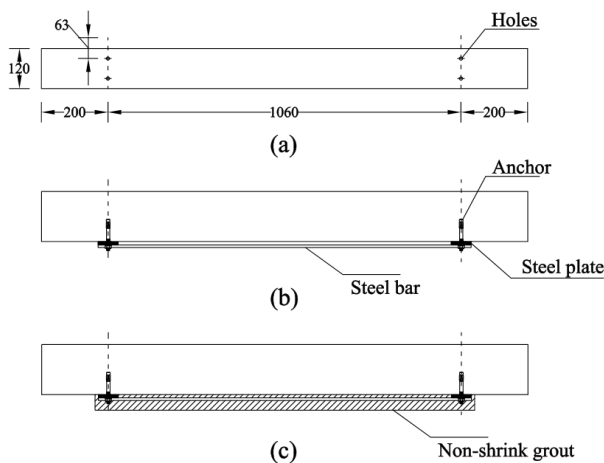 63
Holes
120
200
1060
200
(a)
Anchor
Steel plate
Steel bar
(b)
Non-shrink grout
(c)